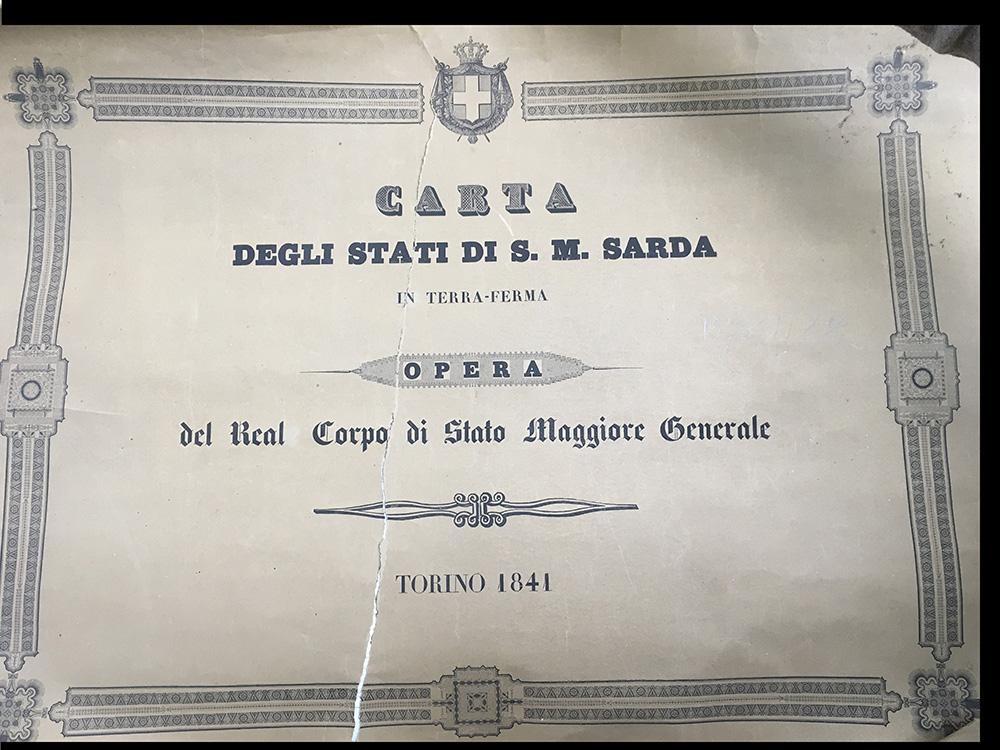 CARTA
DEGLI STATI DI S. M. SARDA
IN TERRA-FERMA
OPERA
del Real Corpo di Stato Maggiore Generale
TORINO 1841